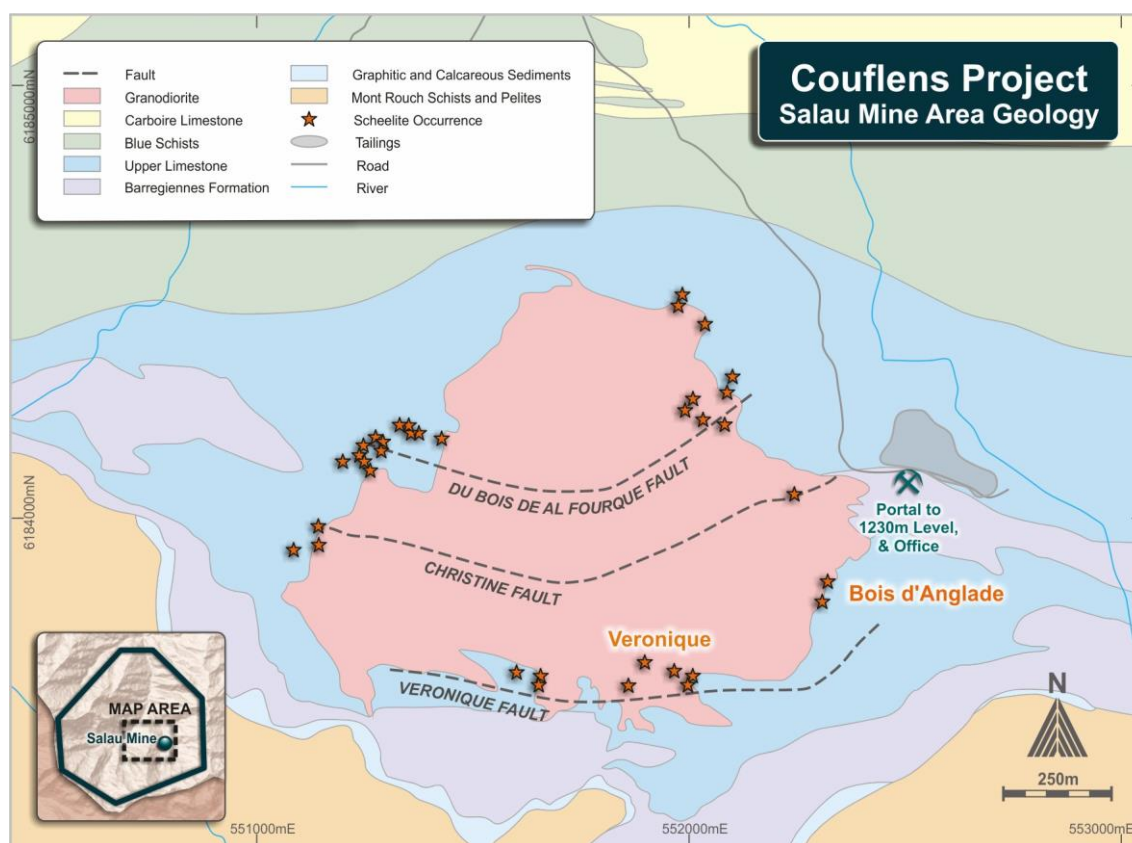 Couflens Project
Salau Mine Area Geology
Fault
Granodiorite
Carboire Limestone
Blue Schists
Upper Limestone
Barregiennes Formation
Graphitic and Calcareous Sediments
Mont Rouch Schists and Pelites
Scheelite Occurrence
Tailings
Road
River
6185000mN
6184000mN
DU BOIS DE AL FOURQUE FAULT
CHRISTINE FAULT
VERONIQUE FAULT
Portal to
1230m Level,
& Office
Bois d'Anglade
Veronique
MAP AREA
Salau Mine
N
250m
551000mE
552000mE
553000mE